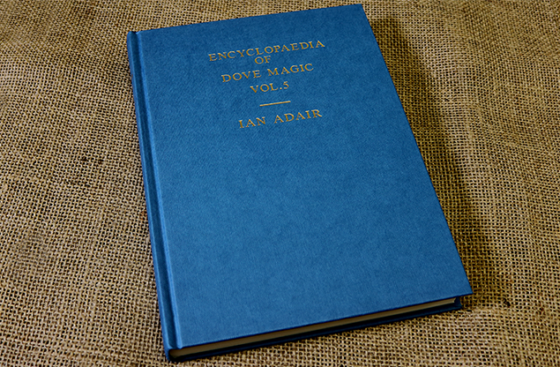 ENCYCLOPAEDIA
OF
DOVE MAGIC
VOL.5
IAN ADAIR